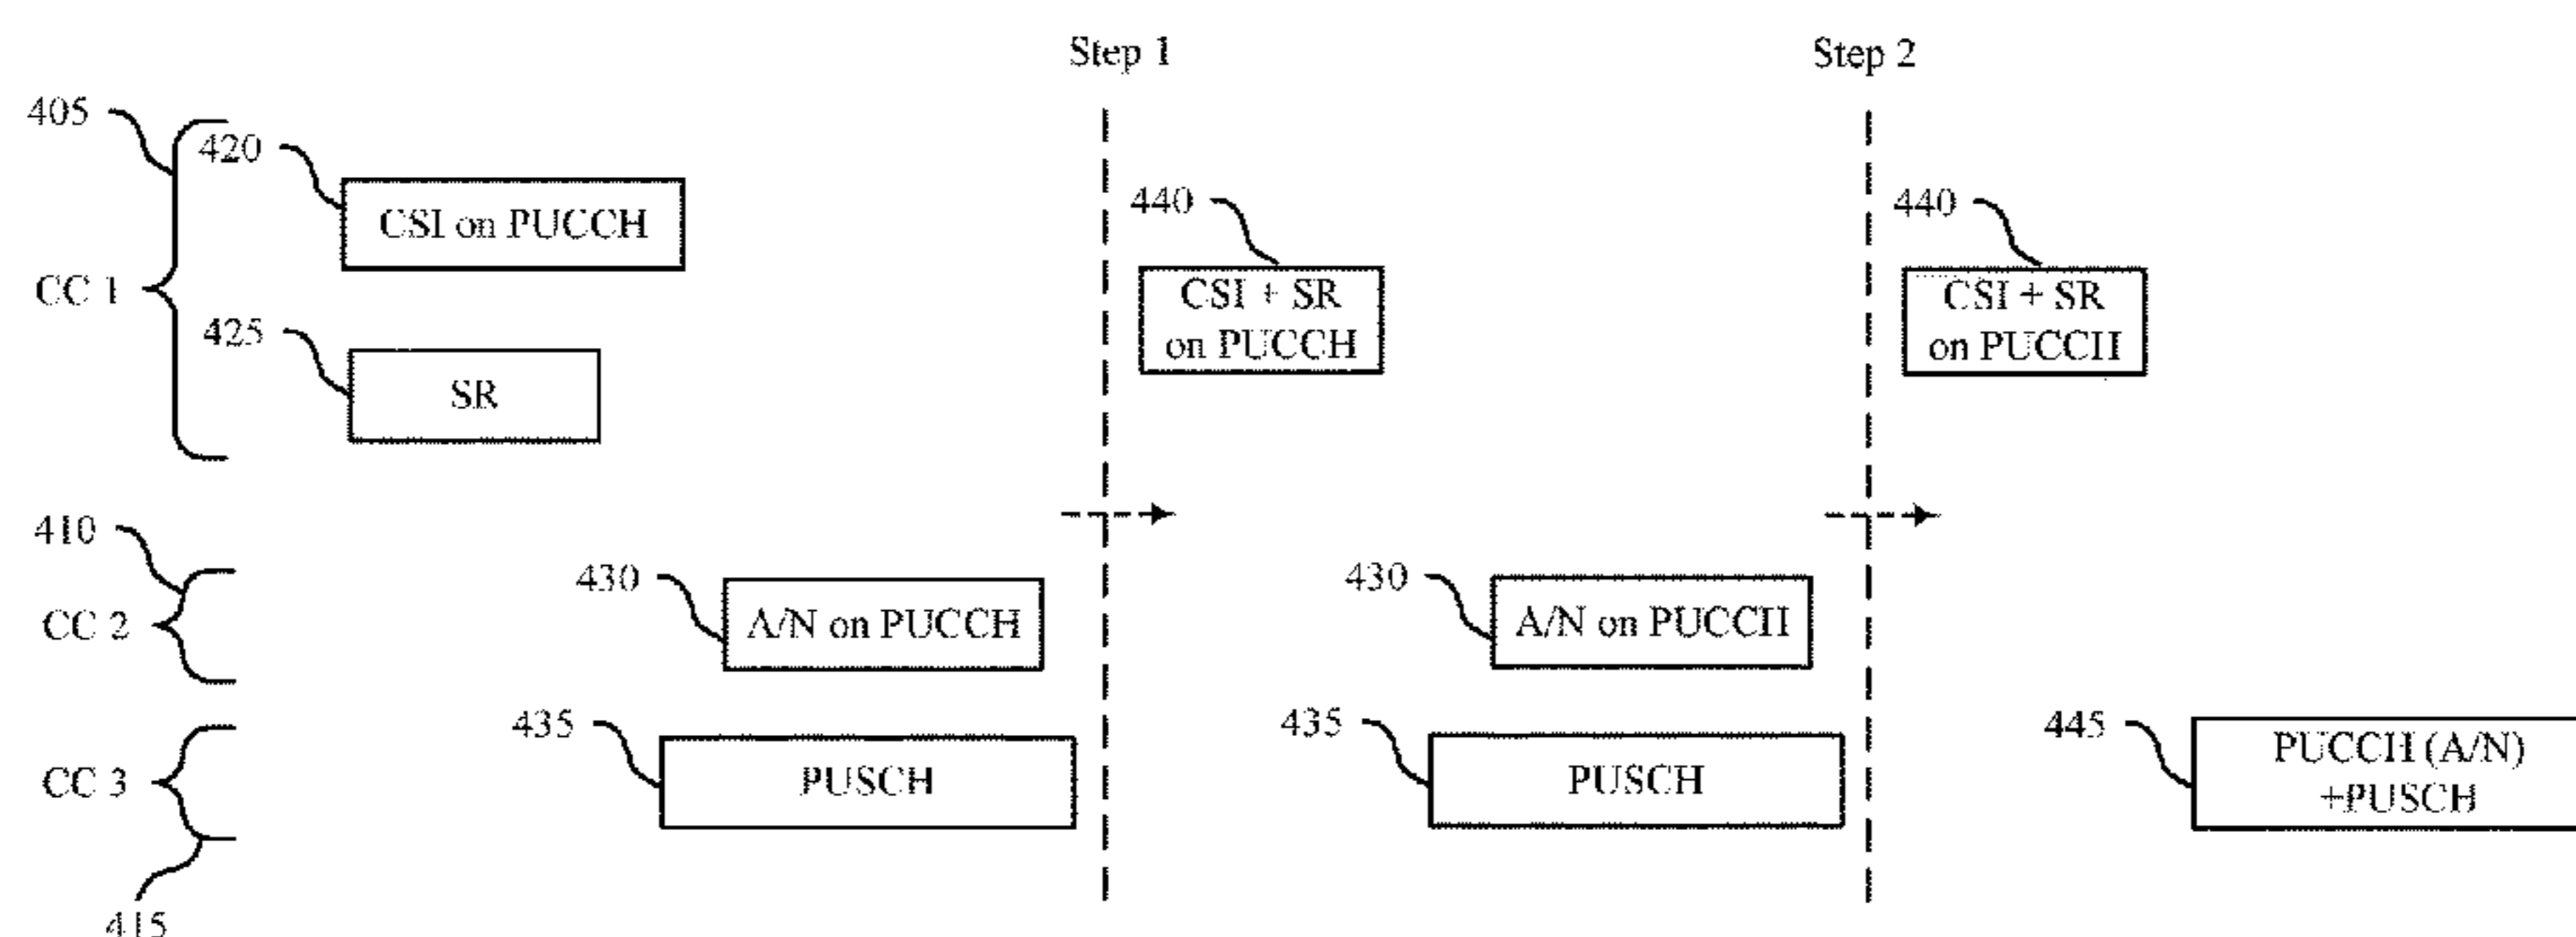 Step 1
Step 2
405
420
CSI on PUCCH
440
CSI + SR
on PUCCH
440
CSI + SR
on PUCCH
CC 1
425
SR
410
CC 2
430
A/N on PUCCH
430
A/N on PUCCH
435
PUSCH
435
PUSCH
445
PUCCH (A/N)
+PUSCH
CC 3
415